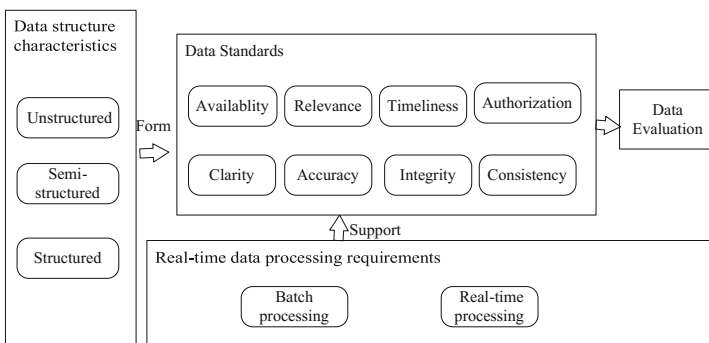 Data structure
characteristics
Unstructured
Semi-
structured
Structured
Form
Data Standards
Availablity
Relevance
Timeliness
Authorization
Clarity
Accuracy
Integrity
Consistency
Data
Evaluation
Support
Real-time data processing requirements
Batch
processing
Real-time
processing